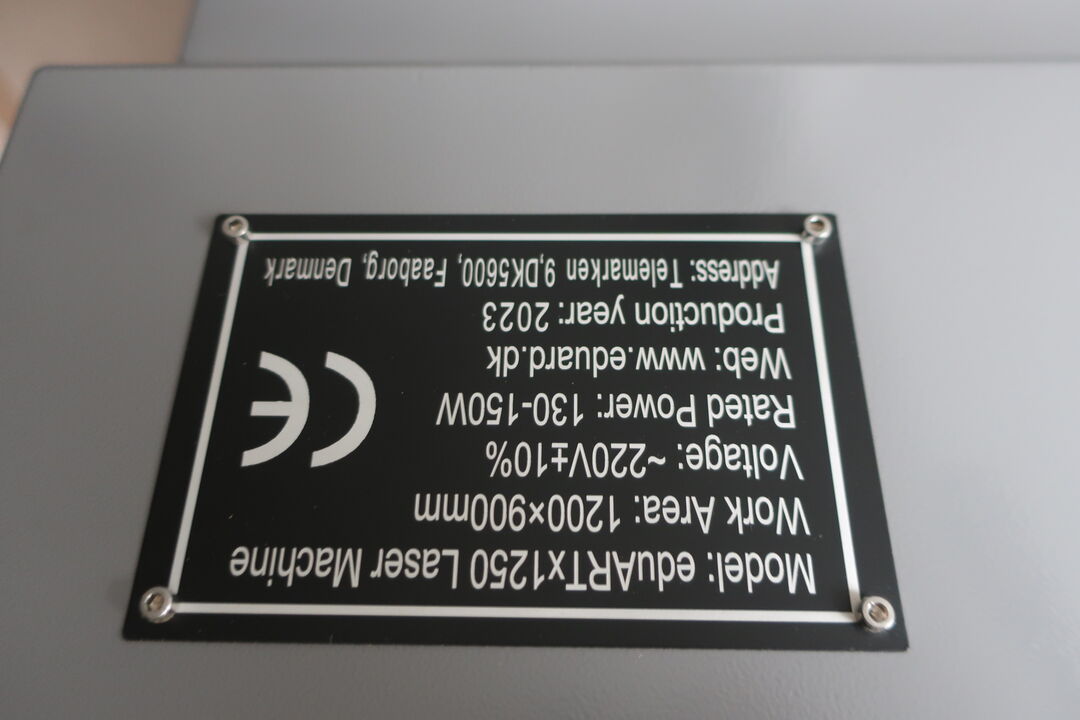 Model: eduARTx1250 Laser Machine
Work Area: 1200×900mm
Voltage: ~220V±10%
Rated Power: 130-150W
Web: www.eduard.dk
Production year: 2023
Address: Telemarken 9,DK5600, Faaborg, Denmark
CE